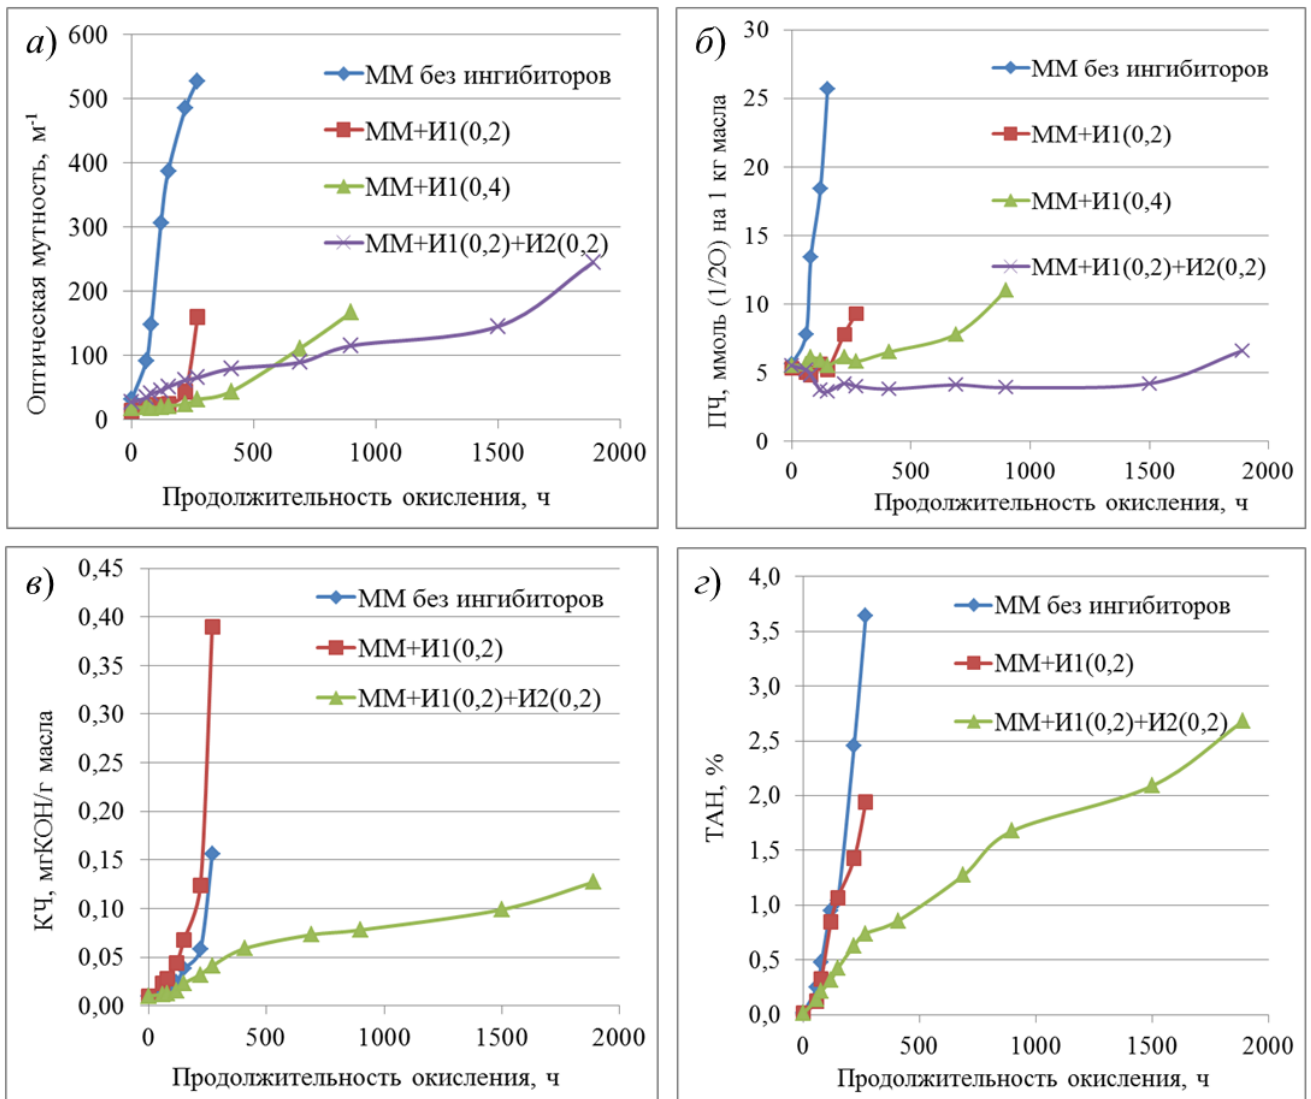 а)
Оптическая мутность, м-1
600
500
400
300
200
100
0
0 500 1000 1500 2000
Продолжительность окисления, ч
ММ без ингибиторов
ММ+И1(0,2)
ММ+И1(0,4)
ММ+И1(0,2)+И2(0,2)
б)
ПЧ, ммоль (1/2О) на 1 кг масла
30
25
20
15
10
5
0
0 500 1000 1500 2000
Продолжительность окисления, ч
ММ без ингибиторов
ММ+И1(0,2)
ММ+И1(0,4)
ММ+И1(0,2)+И2(0,2)
в)
КЧ, мгКОН/г масла
0,45
0,40
0,35
0,30
0,25
0,20
0,15
0,10
0,05
0,00
0 500 1000 1500 2000
Продолжительность окисления, ч
ММ без ингибиторов
ММ+И1(0,2)
ММ+И1(0,2)+И2(0,2)
г)
ТАН, %
4,0
3,5
3,0
2,5
2,0
1,5
1,0
0,5
0,0
0 500 1000 1500 2000
Продолжительность окисления, ч
ММ без ингибиторов
ММ+И1(0,2)
ММ+И1(0,2)+И2(0,2)